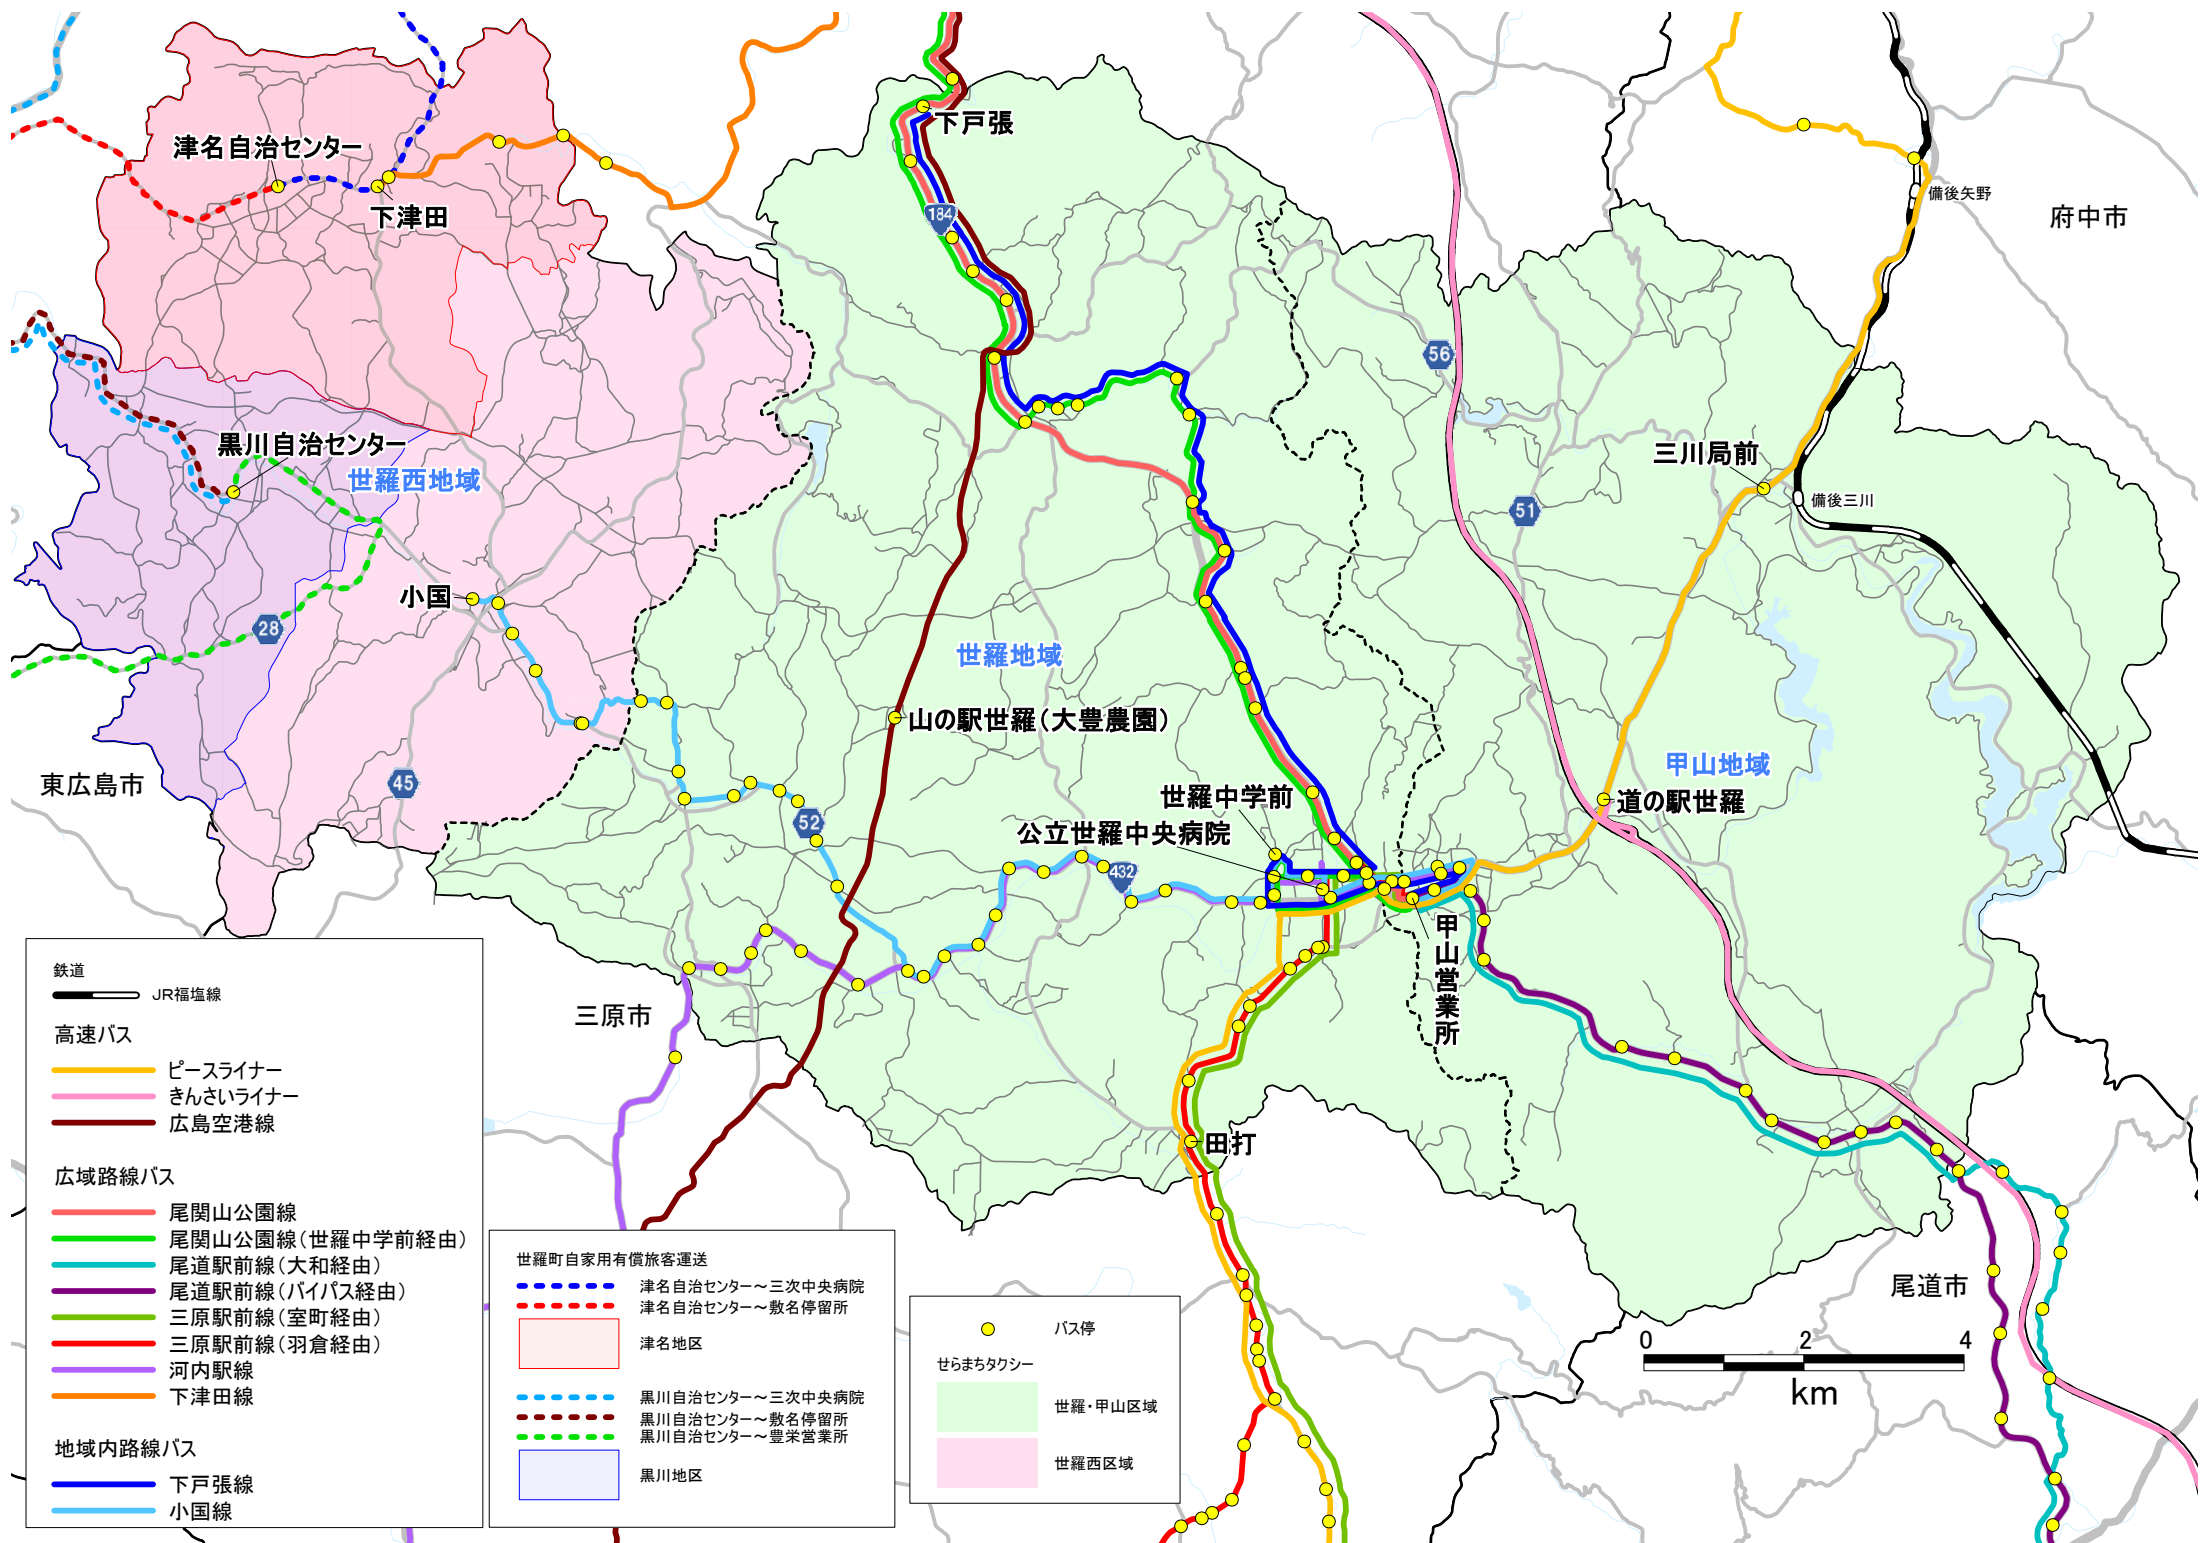 津名自治センター
下津田
下戸張
184
備後矢野
府中市
56
黒川自治センター
世羅西地域
三川局前
備後三川
51
小国
28
世羅地域
山の駅世羅（大豊農園）
甲山地域
道の駅世羅
東広島市
45
52
世羅中学前
公立世羅中央病院
432
甲山営業所
三原市
田打
尾道市
鉄道
JR福塩線
高速バス
ピースライナー
きんさいライナー
広島空港線
広域路線バス
尾関山公園線
尾関山公園線（世羅中学前経由）
尾道駅前線（大和経由）
尾道駅前線（バイパス経由）
三原駅前線（室町経由）
三原駅前線（羽倉経由）
河内駅線
下津田線
地域内路線バス
下戸張線
小国線
世羅町自家用有償旅客運送
津名自治センター～三次中央病院
津名自治センター～敷名停留所
津名地区
黒川自治センター～三次中央病院
黒川自治センター～敷名停留所
黒川自治センター～豊栄営業所
黒川地区
バス停
せらまちタクシー
世羅・甲山区域
世羅西区域
0 2 4
km